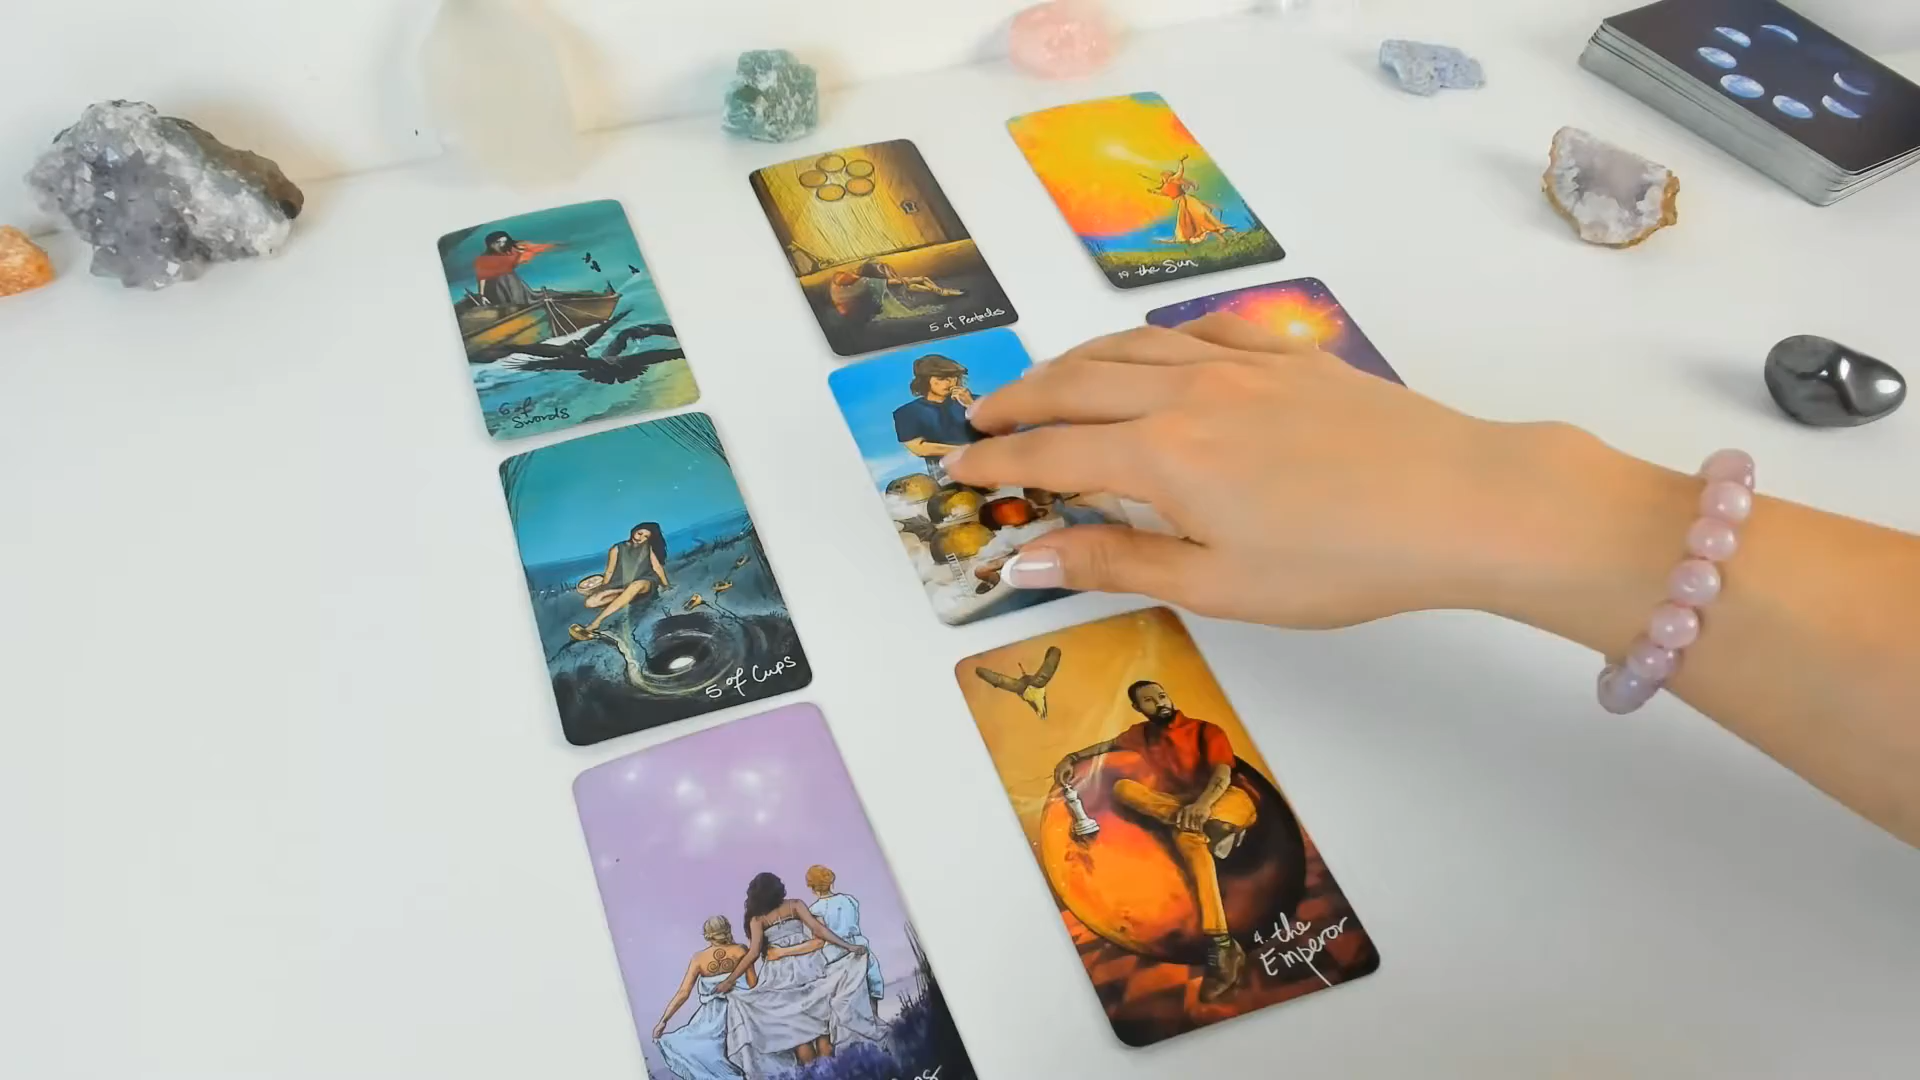 19 the Sun
5 of Pentacles
6 of
Swords
5 of Cups
4. the
Emperor